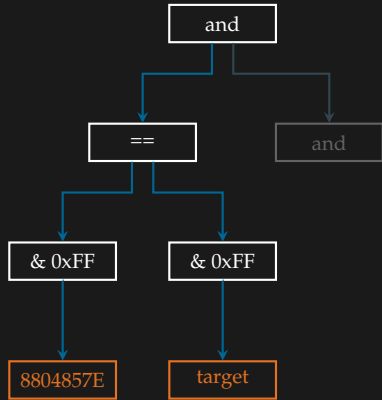 and
== and
& 0xFF & 0xFF
8804857E target